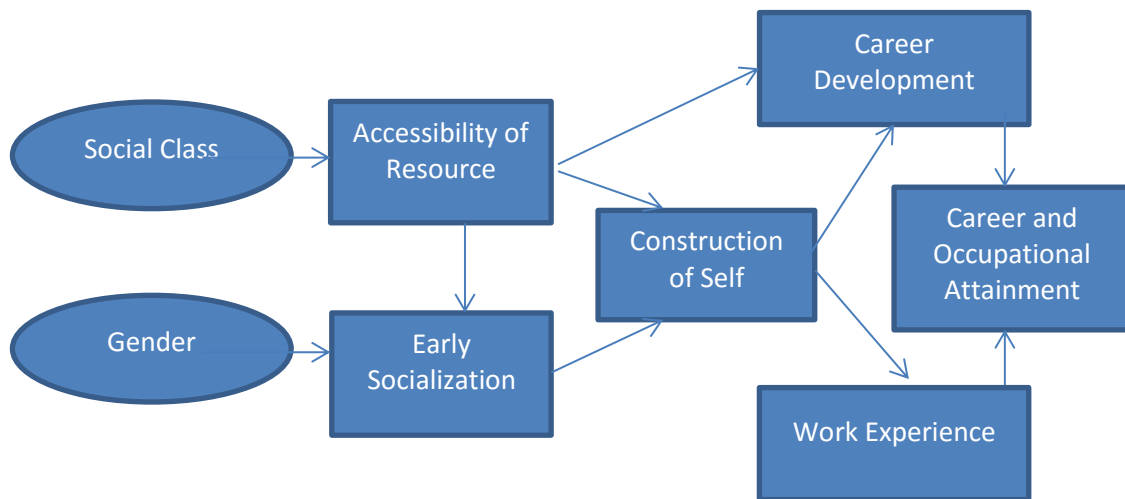 Social Class
Accessibility of
Resource
Career
Development
Construction
of Self
Career and
Occupational
Attainment
Gender
Early
Socialization
Work Experience